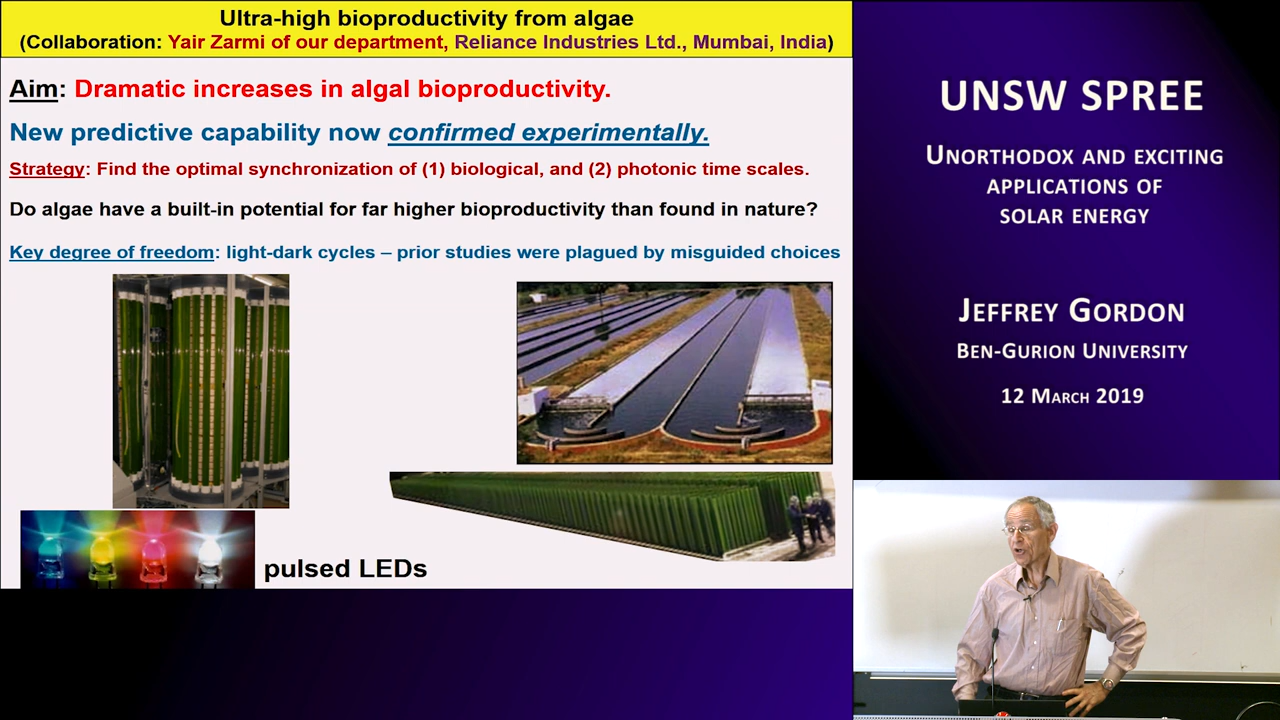 Ultra-high bioproductivity from algae
(Collaboration: Yair Zarmi of our department, Reliance Industries Ltd., Mumbai, India)
Aim: Dramatic increases in algal bioproductivity.
New predictive capability now confirmed experimentally.
Strategy: Find the optimal synchronization of (1) biological, and (2) photonic time scales.
Do algae have a built-in potential for far higher bioproductivity than found in nature?
Key degree of freedom: light-dark cycles – prior studies were plagued by misguided choices
pulsed LEDs
UNSW SPREE
UNORTHODOX AND EXCITING
APPLICATIONS OF
SOLAR ENERGY
JEFFREY GORDON
BEN-GURION UNIVERSITY
12 MARCH 2019